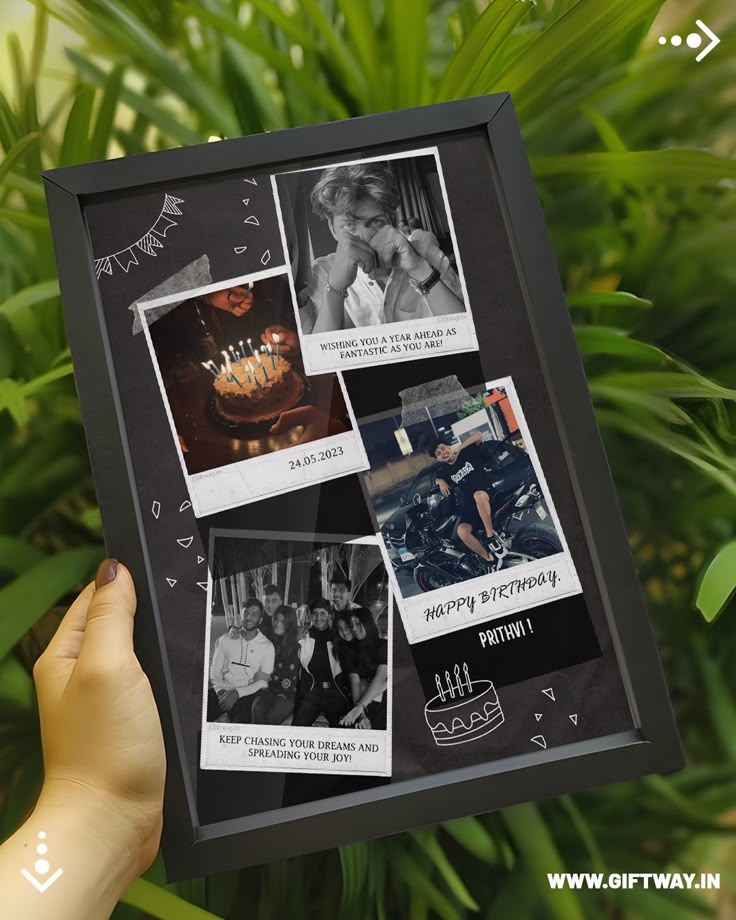 WISHING YOU A YEAR AHEAD AS
FANTASTIC AS YOU ARE!
24.05.2023
HAPPY BIRTHDAY.
PRITHVI !
KEEP CHASING YOUR DREAMS AND
SPREADING YOUR JOY!
WWW.GIFTWAY.IN